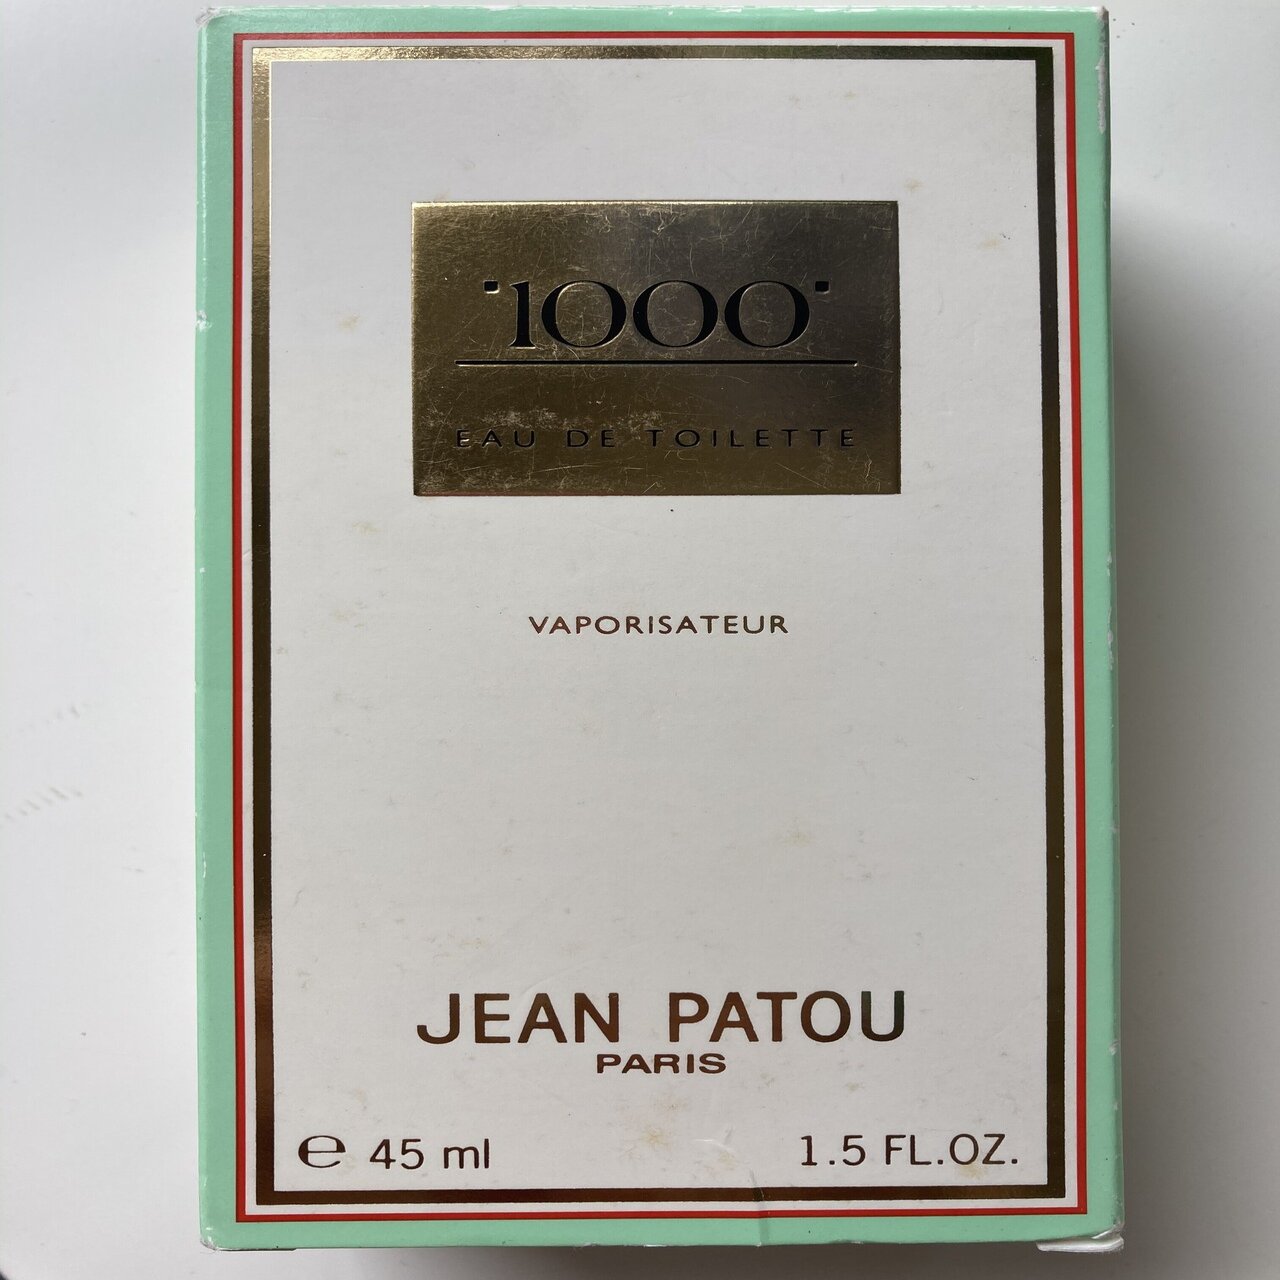 "1000"
EAU DE TOILETTE
VAPORISATEUR
JEAN PATOU
PARIS
℮ 45 ml 1.5 FL.OZ.